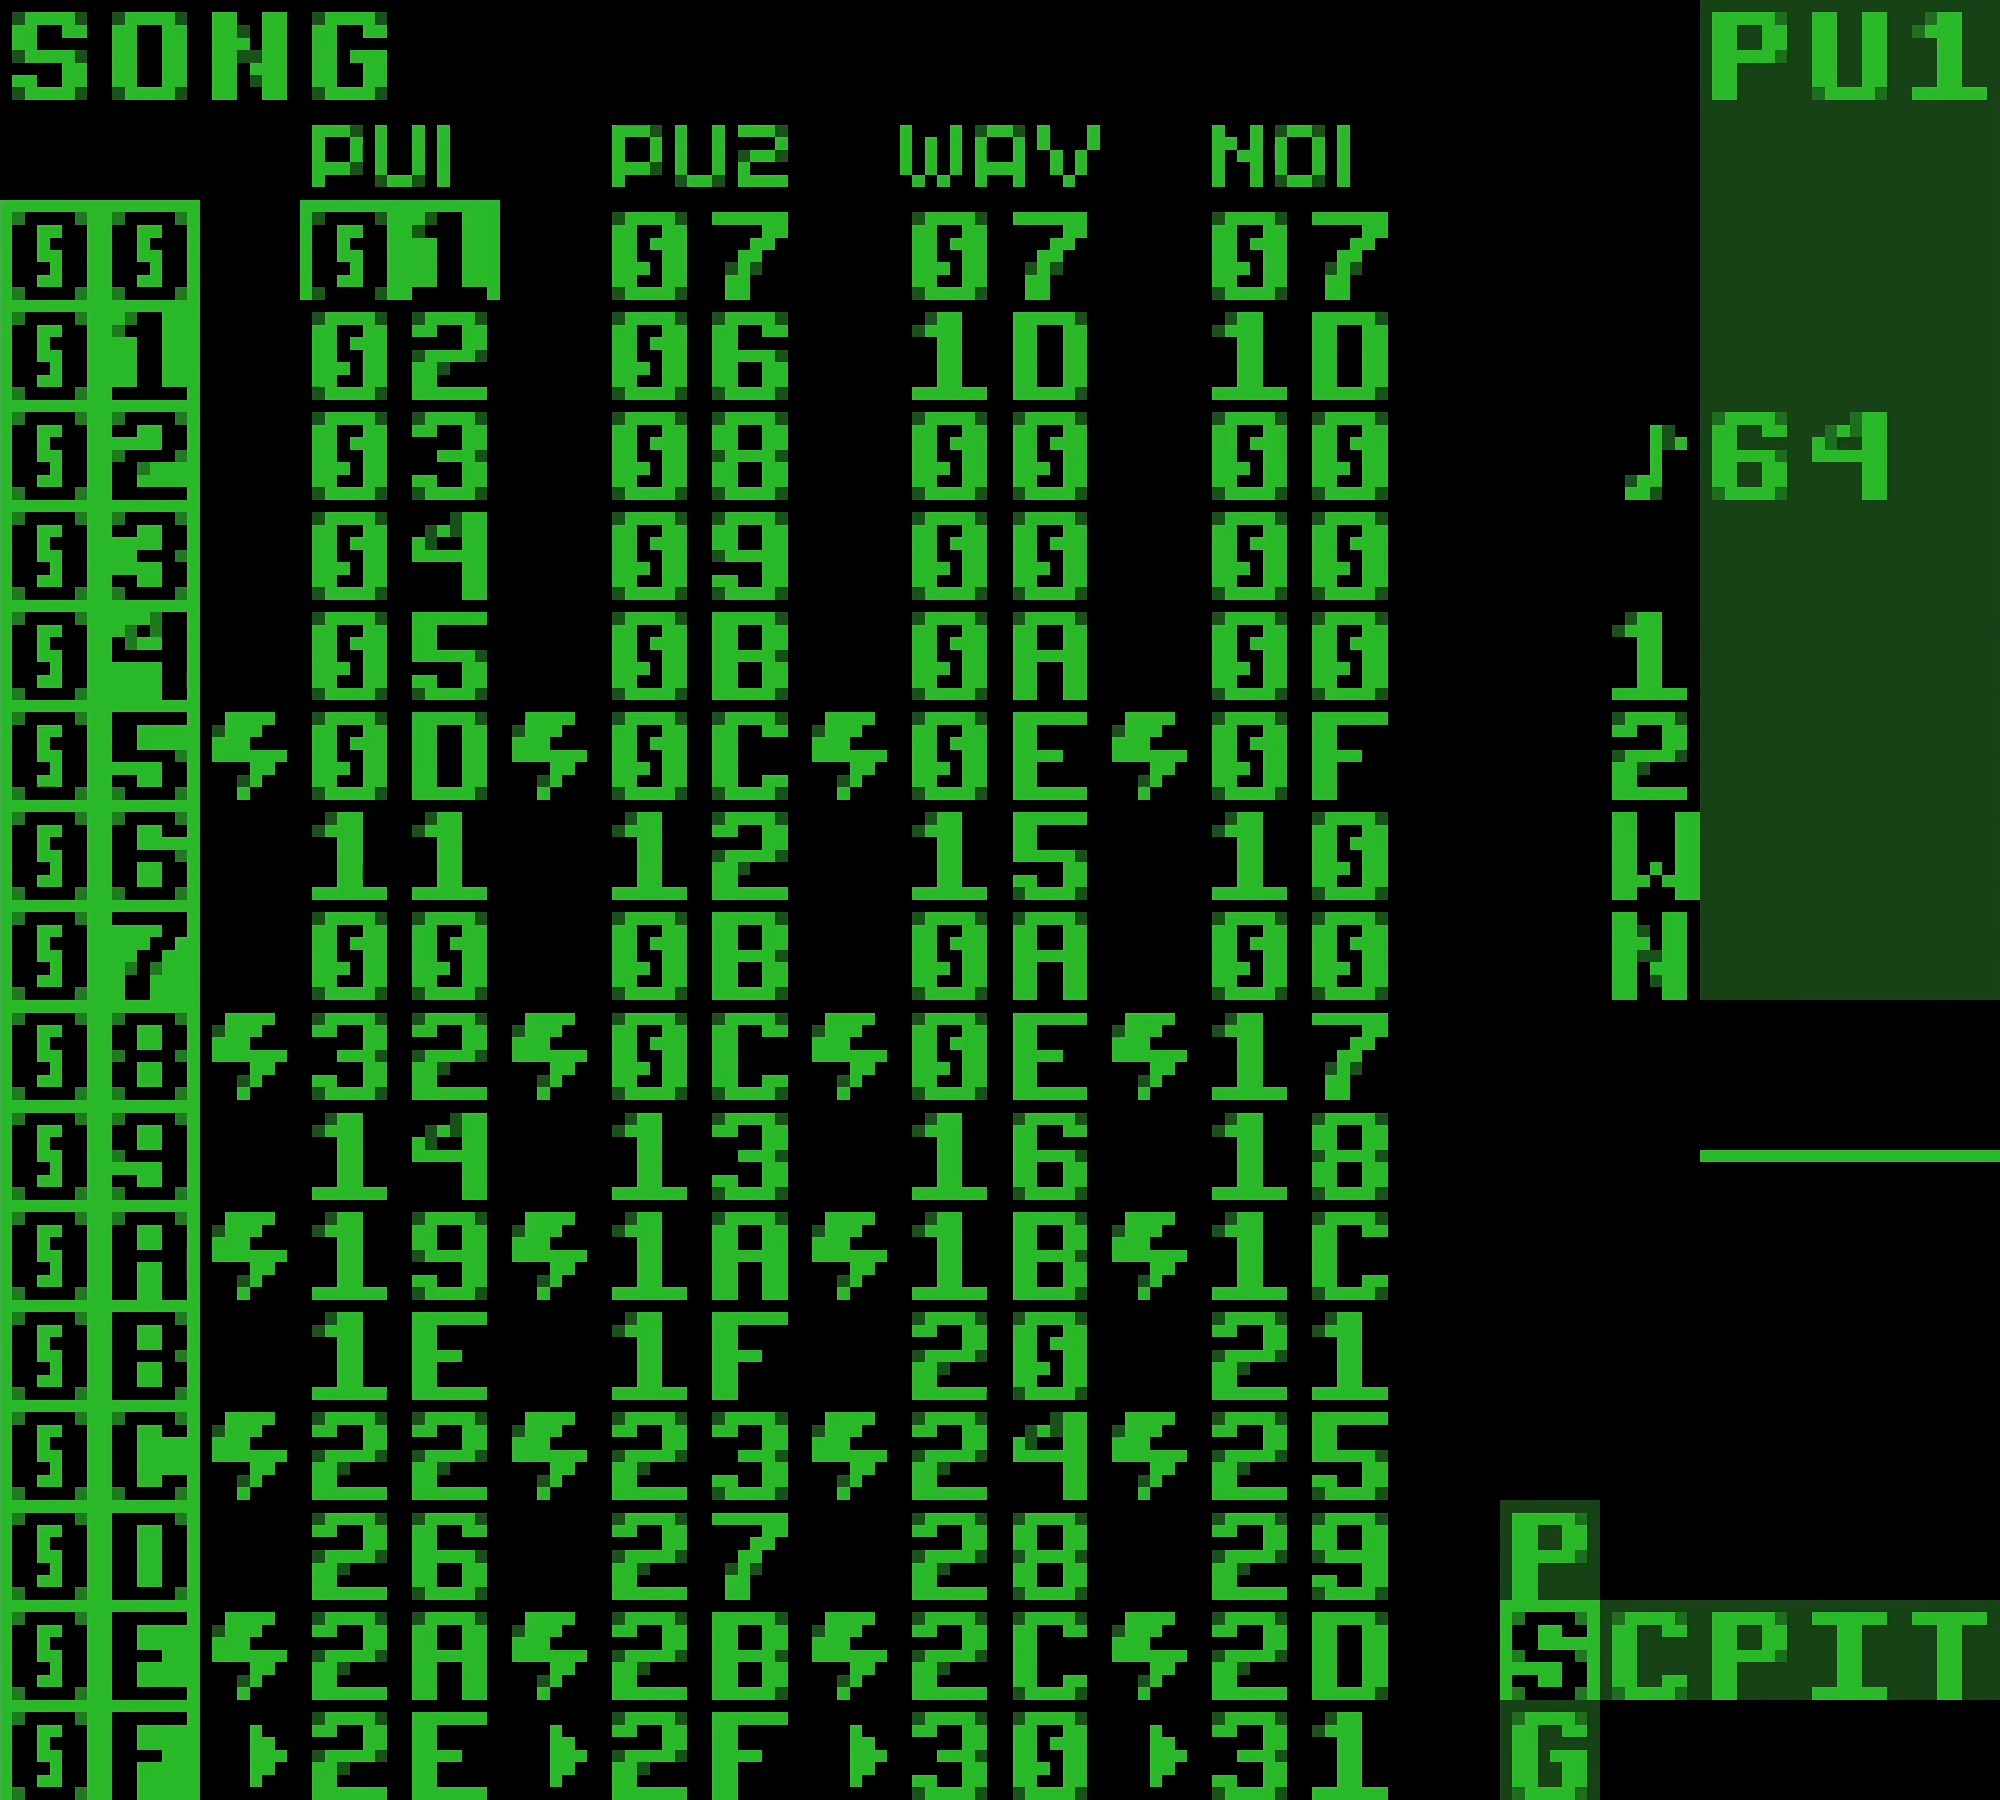 SONG PU1
PU1 PU2 WAV NOI
00 01 07 07 07
01 02 06 10 10
02 03 08 00 00 ♪64
03 04 09 00 00
04 05 0B 0A 00 1
05 ⚡0D ⚡0C ⚡0E ⚡0F 2
06 11 12 15 10 W
07 00 0B 0A 00 N
08 ⚡32 ⚡0C ⚡0E ⚡17
09 14 13 16 18
0A ⚡19 ⚡1A ⚡1B ⚡1C
0B 1E 1F 20 21
0C ⚡22 ⚡23 ⚡24 ⚡25
0D 26 27 28 29 P
0E ⚡2A ⚡2B ⚡2C ⚡2D SCPIT
0F ▶2E ▶2F ▶30 ▶31 G